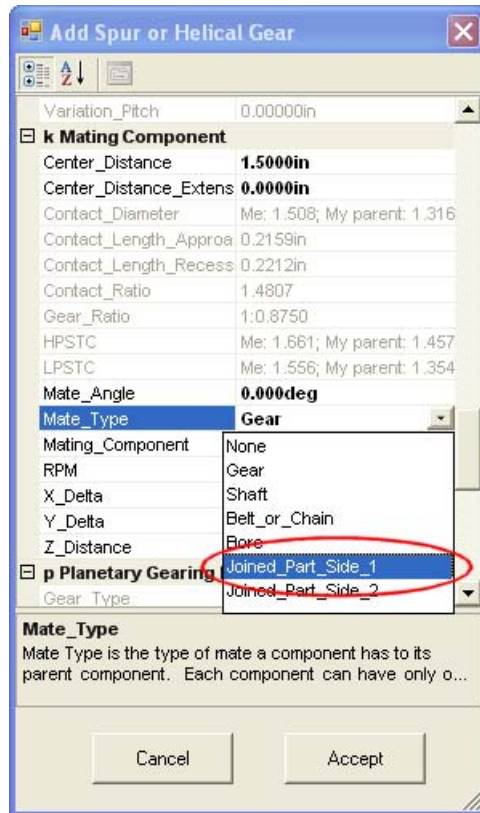 Add Spur or Helical Gear
Variation_Pitch 0.00000in
k Mating Component
Center_Distance 1.5000in
Center_Distance_Extens 0.0000in
Contact_Diameter Me: 1.508; My parent: 1.316
Contact_Length_Approa 0.2159in
Contact_Length_Recess 0.2212in
Contact_Ratio 1.4807
Gear_Ratio 1:0.8750
HPSTC Me: 1.661; My parent: 1.457
LPSTC Me: 1.556; My parent: 1.354
Mate_Angle 0.000deg
Mate_Type Gear
Mating_Component None
RPM Gear
X_Delta Shaft
Y_Delta Belt_or_Chain
Z_Distance Bore
Joined_Part_Side_1
p Planetary Gearing
Gear_Type Joined_Part_Side_2
Mate_Type
Mate Type is the type of mate a component has to its
parent component. Each component can have only o...
Cancel Accept